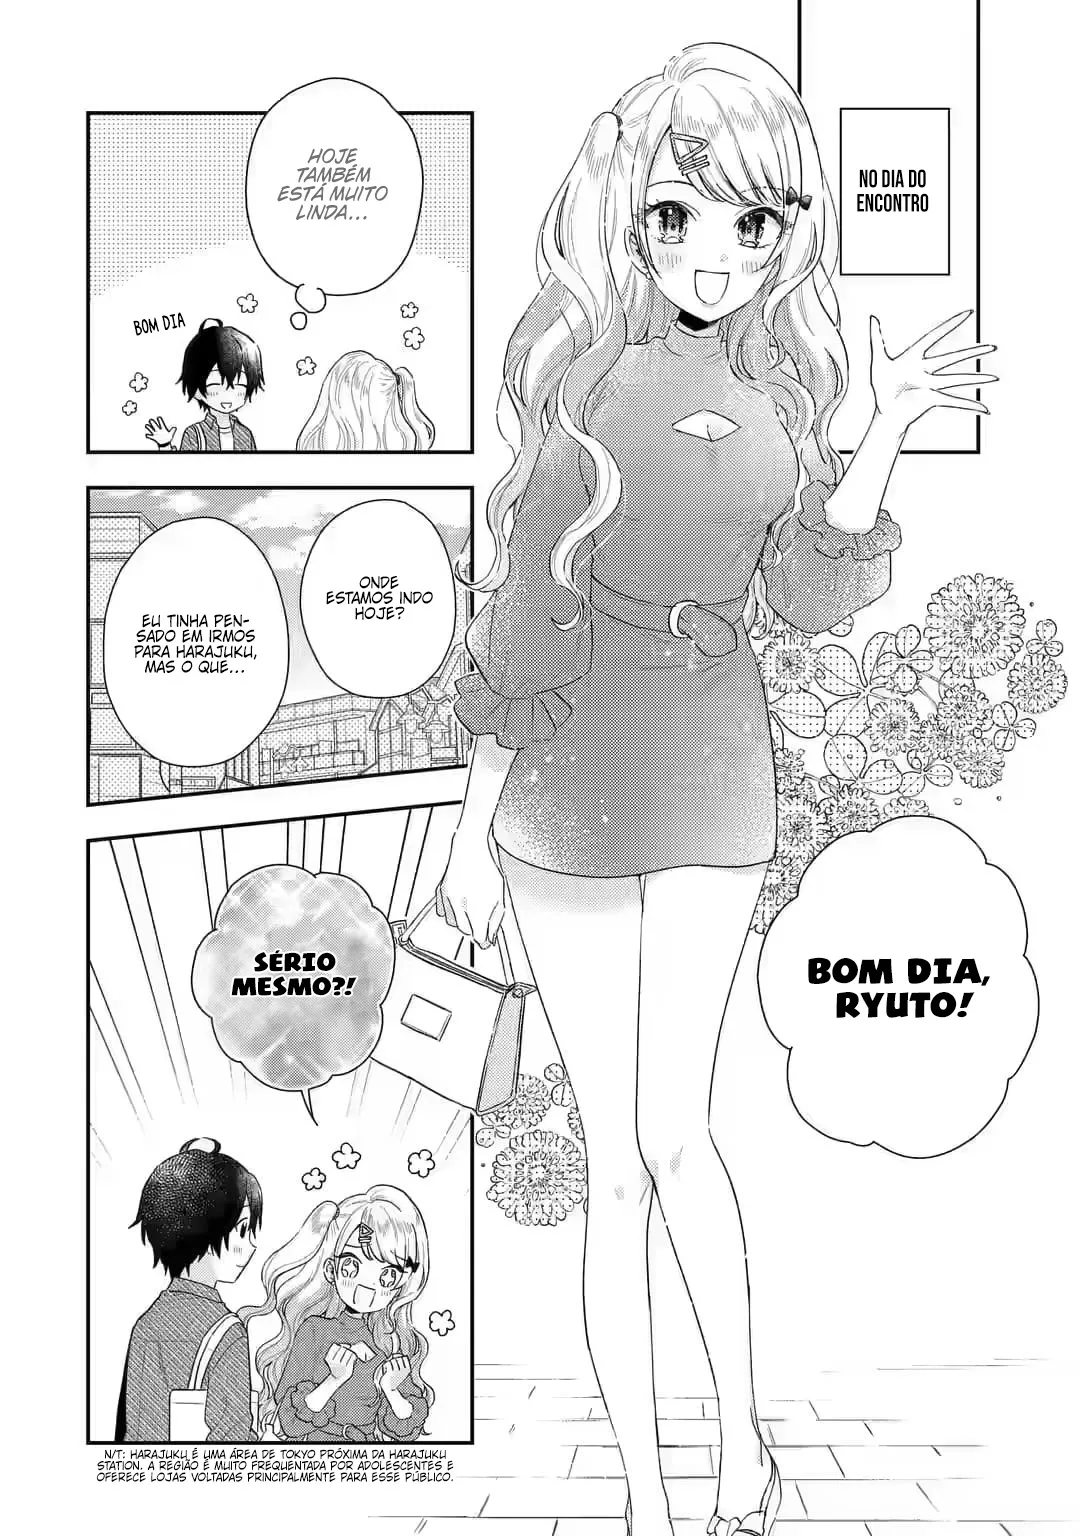 NO DIA DO
ENCONTRO
BOM DIA,
RYUTO!
HOJE
TAMBÉM
ESTÁ MUITO
LINDA...
BOM DIA
ONDE
ESTAMOS INDO
HOJE?
EU TINHA PEN-
SADO EM IRMOS
PARA HARAJUKU,
MAS O QUE...
SÉRIO
MESMO?!
N/T: HARAJUKU É UMA ÁREA DE TOKYO PRÓXIMA DA HARAJUKU
STATION. A REGIÃO É MUITO FREQUENTADA POR ADOLESCENTES E
OFERECE LOJAS VOLTADAS PRINCIPALMENTE PARA ESSE PÚBLICO.